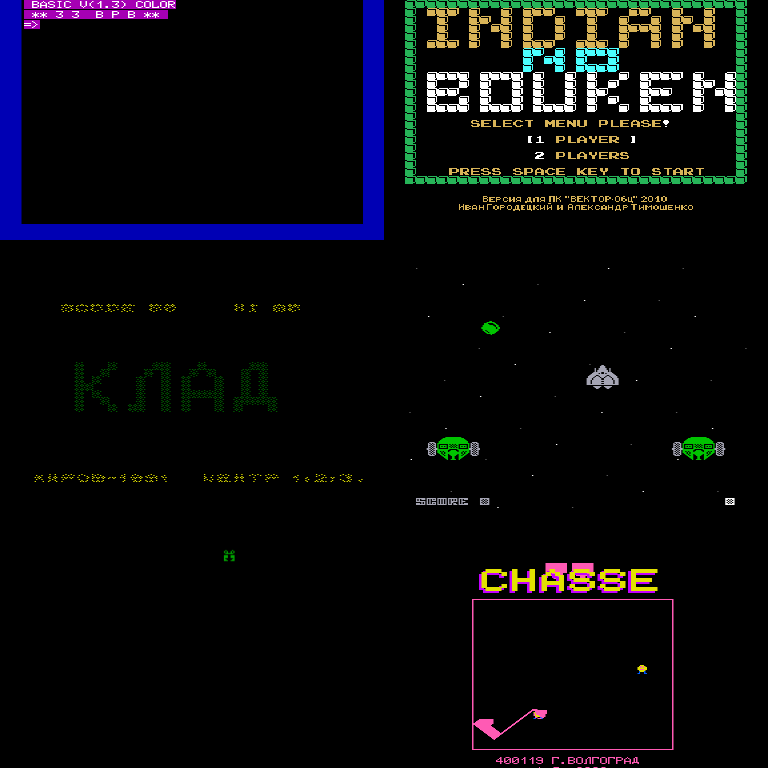 BASIC V(1.3) COLOR
** 3 3  B P B **
=>
INDIAN
NO
BOUKEN
SELECT MENU PLEASE!
[1 PLAYER ]
2 PLAYERS
PRESS SPACE KEY TO START
Версия для ПК "ВЕКТОР-06ц" 2010
Иван Городецкий и Александр Тимошенко
КЛАД
SCORE 0
CHASSE
400119 Г.ВОЛГОГРАД